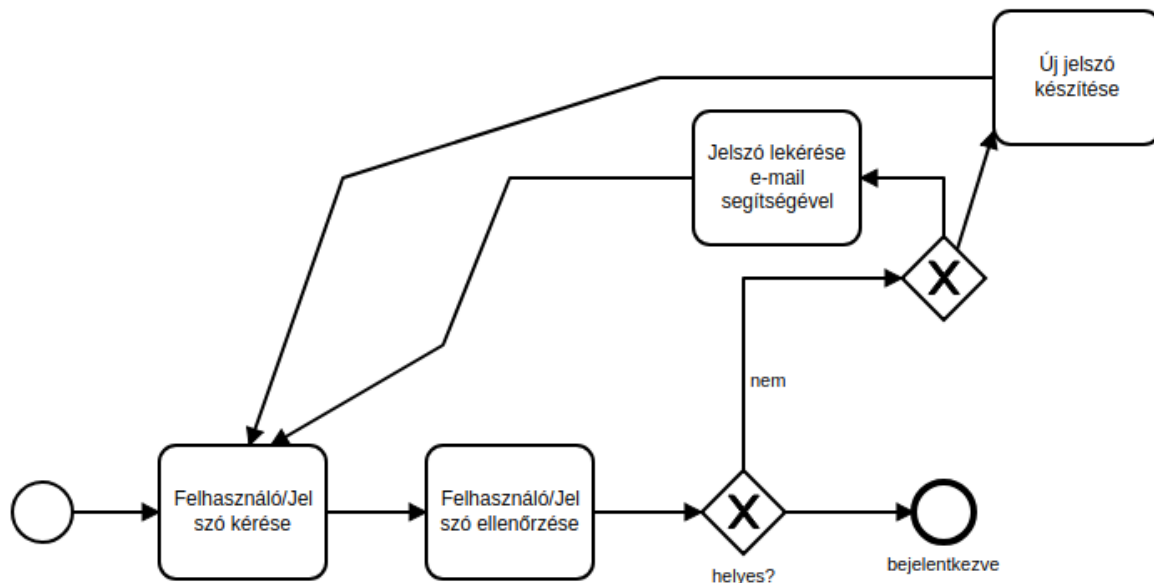 Új jelszó
készítése
Jelszó lekérése
e-mail
segítségével
nem
Felhasználó/Jel
szó kérése
Felhasználó/Jel
szó ellenőrzése
helyes?
bejelentkezve